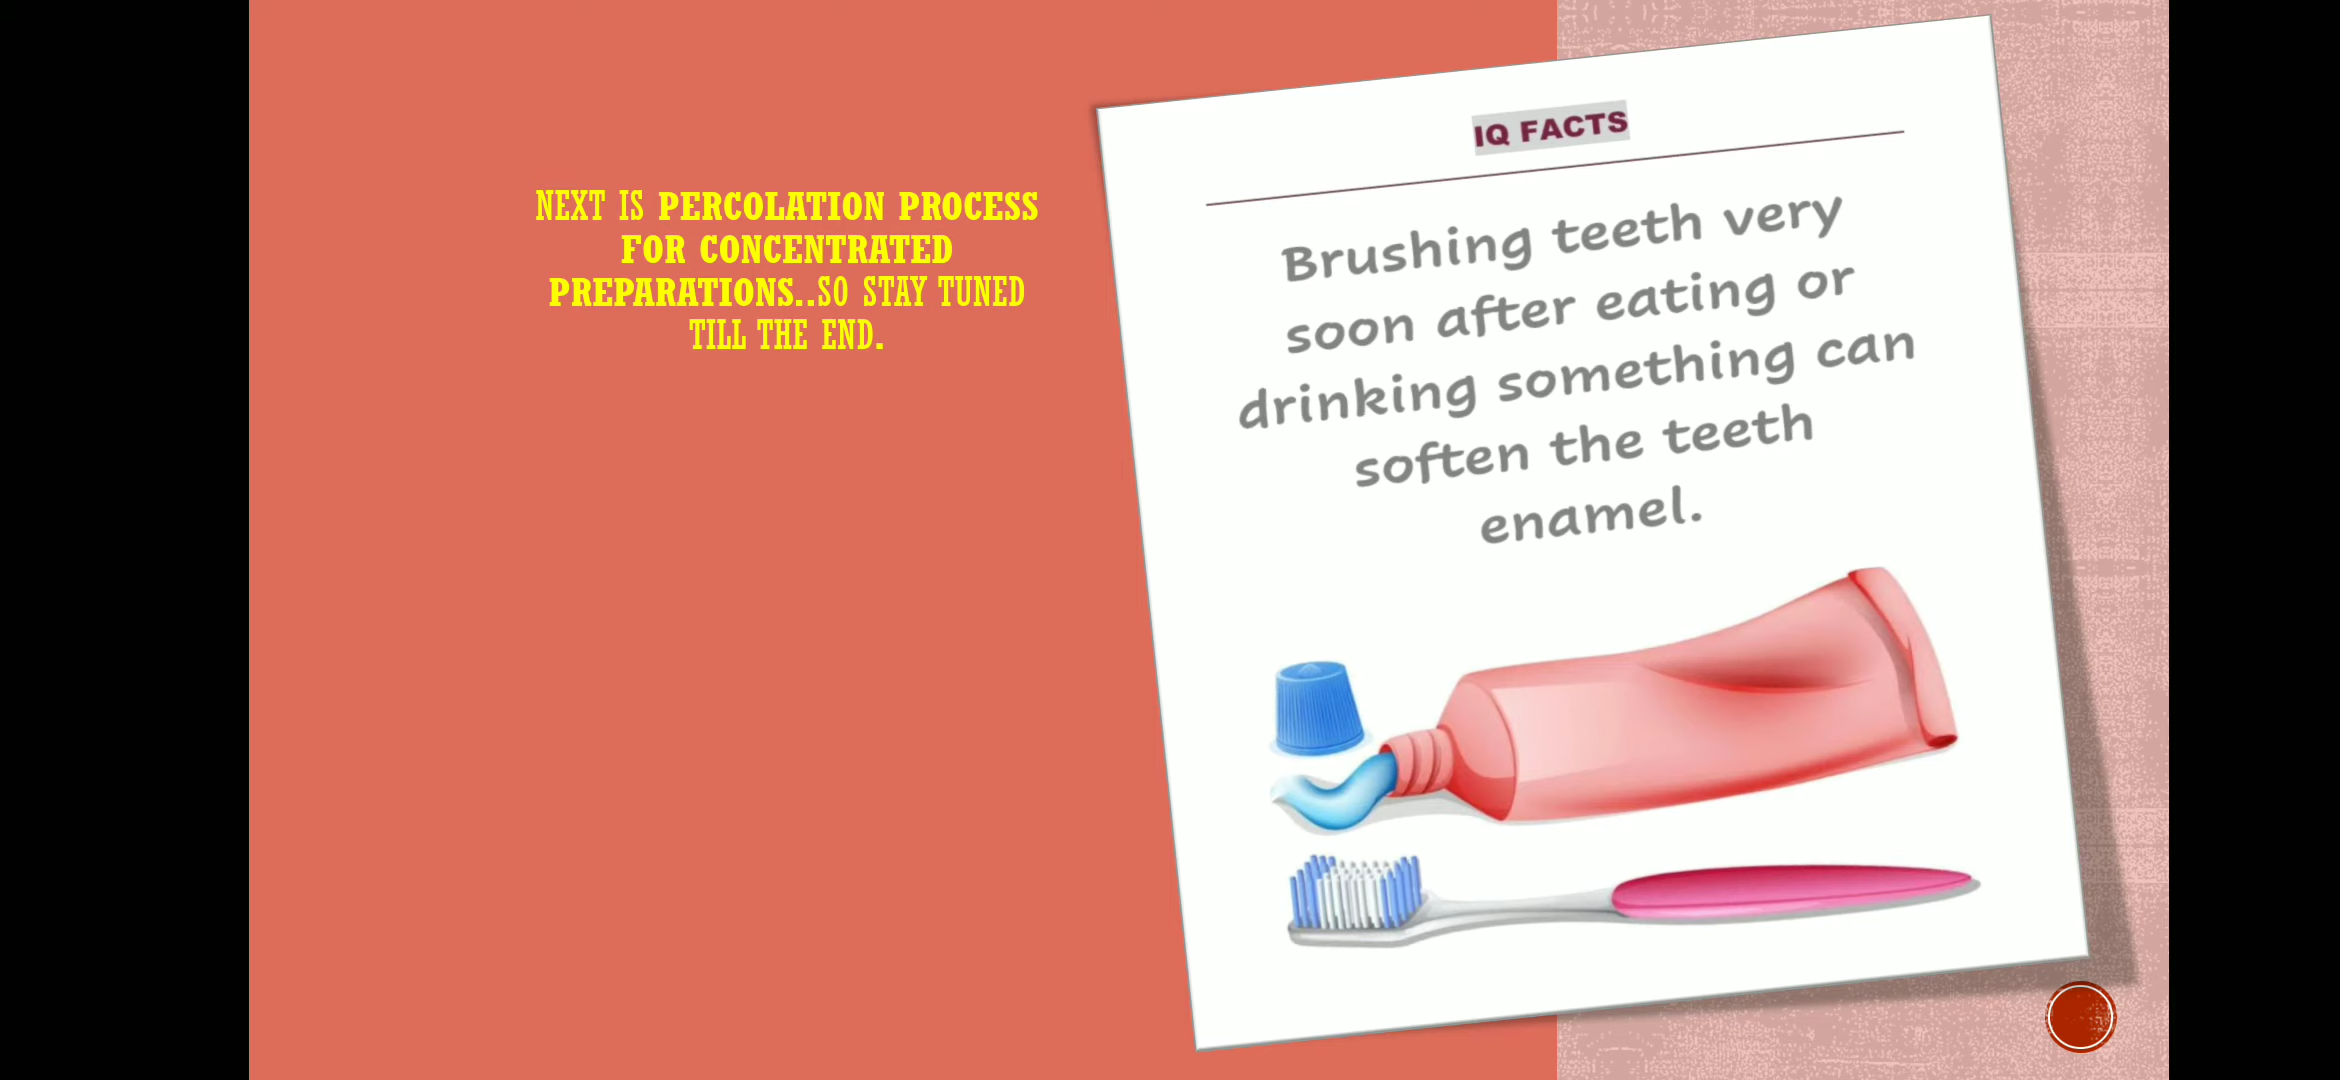 NEXT IS PERCOLATION PROCESS
FOR CONCENTRATED
PREPARATIONS..SO STAY TUNED
TILL THE END.
IQ FACTS
Brushing teeth very
soon after eating or
drinking something can
soften the teeth
enamel.